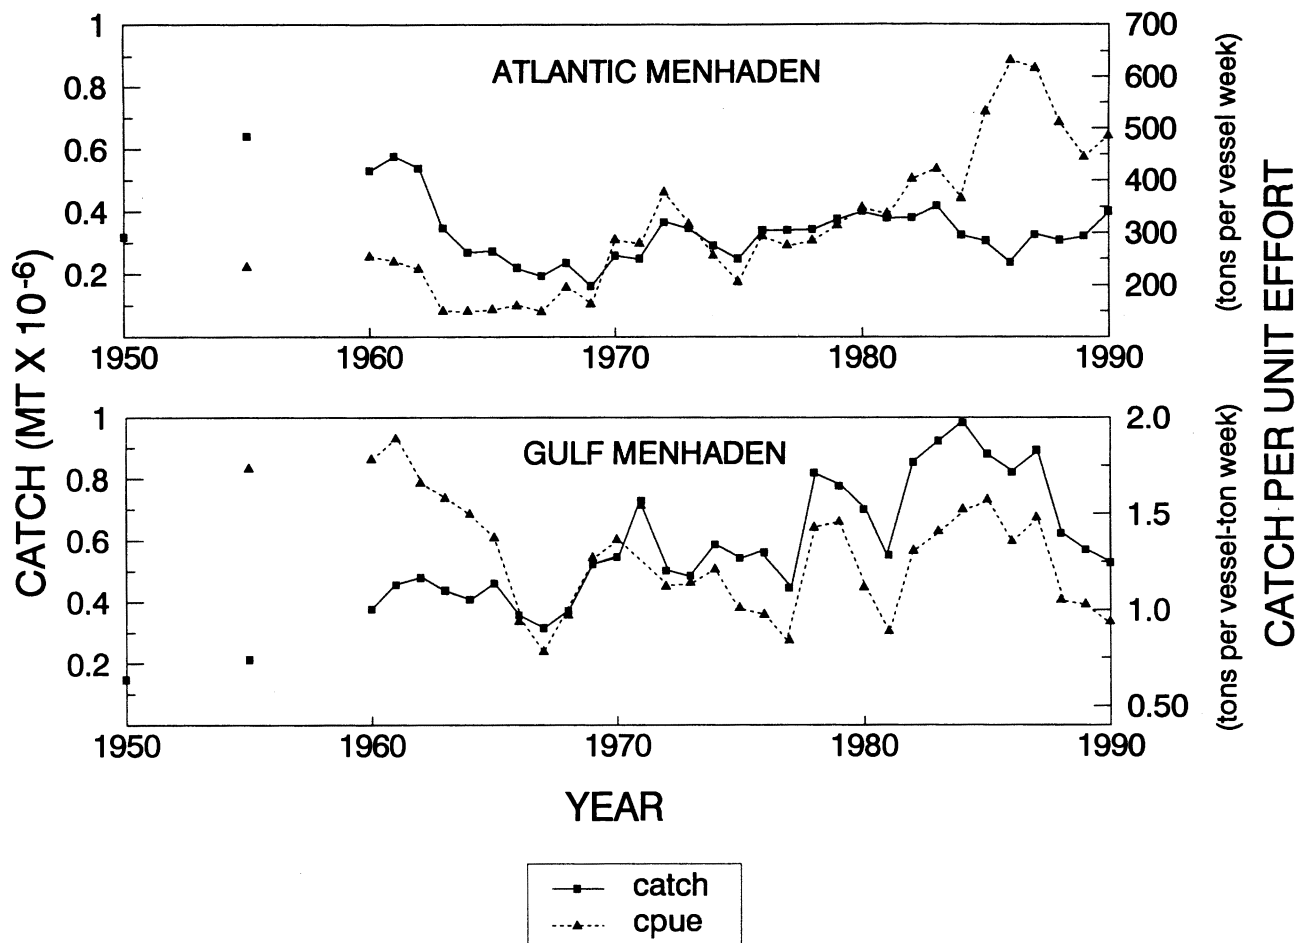 ATLANTIC MENHADEN
1
0.8
0.6
0.4
0.2
700
600
500
400
300
200
(tons per vessel week)
1950 1960 1970 1980 1990
CATCH (MT X 10-6)
CATCH PER UNIT EFFORT
GULF MENHADEN
1
0.8
0.6
0.4
0.2
2.0
1.5
1.0
0.50
(tons per vessel-ton week)
1950 1960 1970 1980 1990
YEAR
catch
cpue